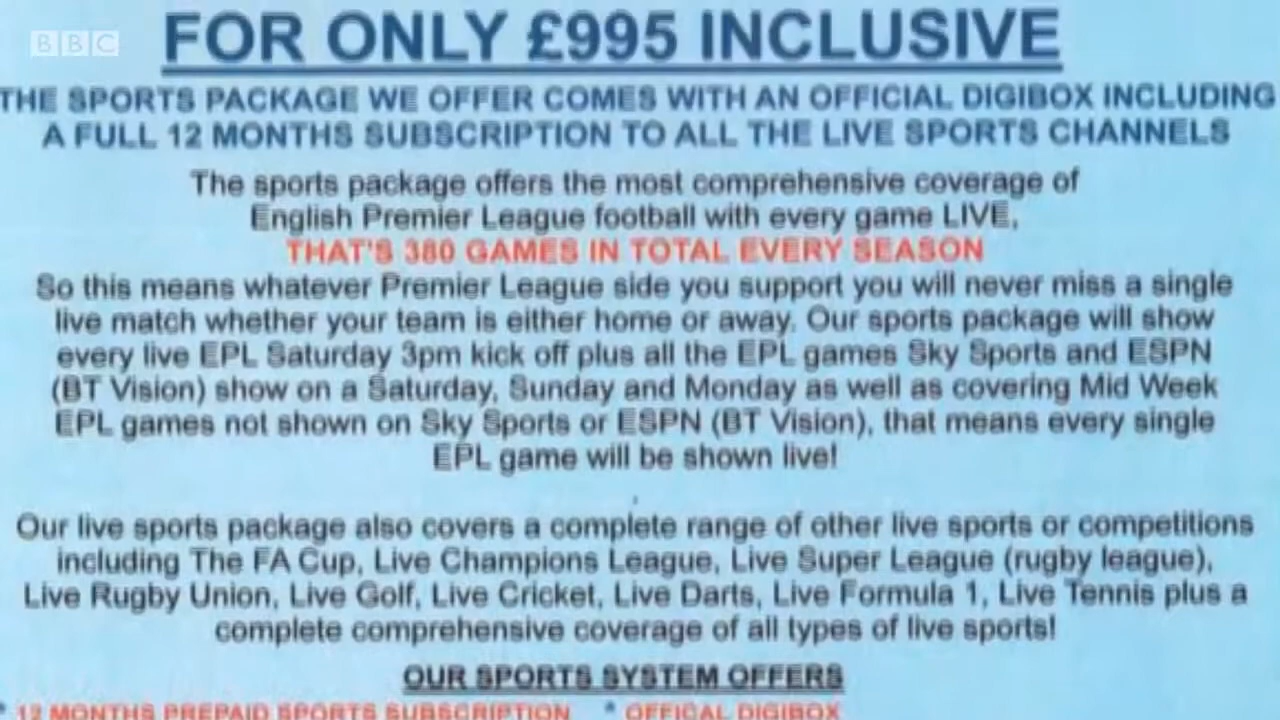 BBC
FOR ONLY £995 INCLUSIVE
THE SPORTS PACKAGE WE OFFER COMES WITH AN OFFICIAL DIGIBOX INCLUDING
A FULL 12 MONTHS SUBSCRIPTION TO ALL THE LIVE SPORTS CHANNELS
The sports package offers the most comprehensive coverage of
English Premier League football with every game LIVE,
THAT'S 380 GAMES IN TOTAL EVERY SEASON
So this means whatever Premier League side you support you will never miss a single
live match whether your team is either home or away. Our sports package will show
every live EPL Saturday 3pm kick off plus all the EPL games Sky Sports and ESPN
(BT Vision) show on a Saturday, Sunday and Monday as well as covering Mid Week
EPL games not shown on Sky Sports or ESPN (BT Vision), that means every single
EPL game will be shown live!
Our live sports package also covers a complete range of other live sports or competitions
including The FA Cup, Live Champions League, Live Super League (rugby league),
Live Rugby Union, Live Golf, Live Cricket, Live Darts, Live Formula 1, Live Tennis plus a
complete comprehensive coverage of all types of live sports!
OUR SPORTS SYSTEM OFFERS
* 12 MONTHS PREPAID SPORTS SUBSCRIPTION * OFFICAL DIGIBOX